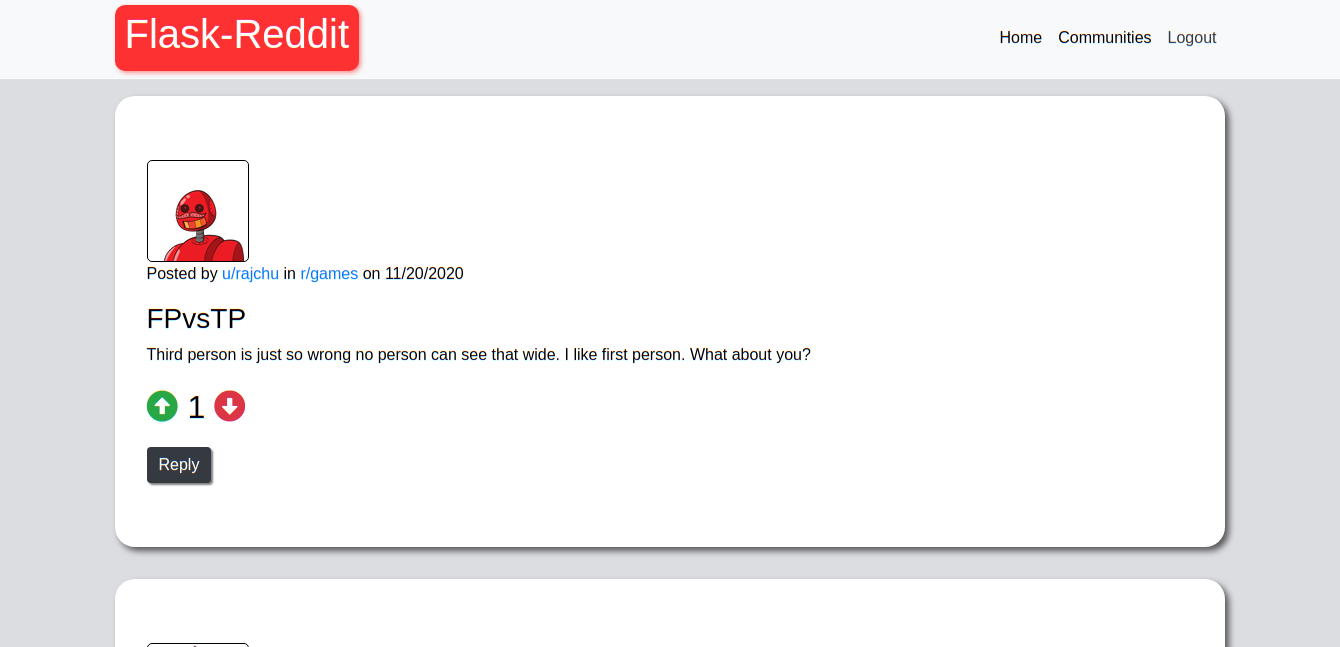 Flask-Reddit
Home Communities Logout
Posted by u/rajchu in r/games on 11/20/2020
FPvsTP
Third person is just so wrong no person can see that wide. I like first person. What about you?
1
Reply